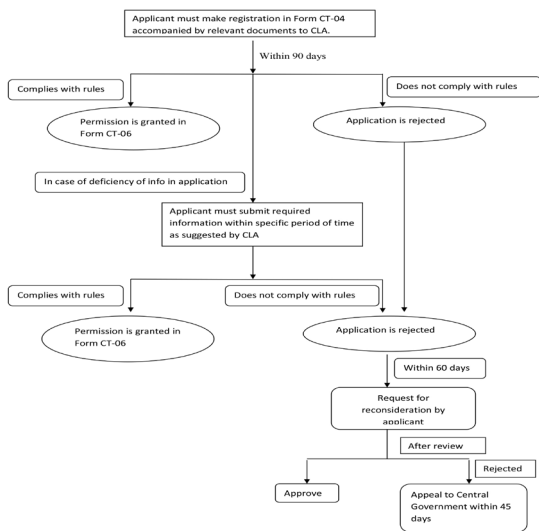 Applicant must make registration in Form CT-04
accompanied by relevant documents to CLA.
Within 90 days
Complies with rules
Does not comply with rules
Permission is granted in
Form CT-06
Application is rejected
In case of deficiency of info in application
Applicant must submit required
information within specific period of time
as suggested by CLA
Complies with rules
Does not comply with rules
Permission is granted in
Form CT-06
Application is rejected
Within 60 days
Request for
reconsideration by
applicant
After review
Rejected
Approve
Appeal to Central
Government within 45
days